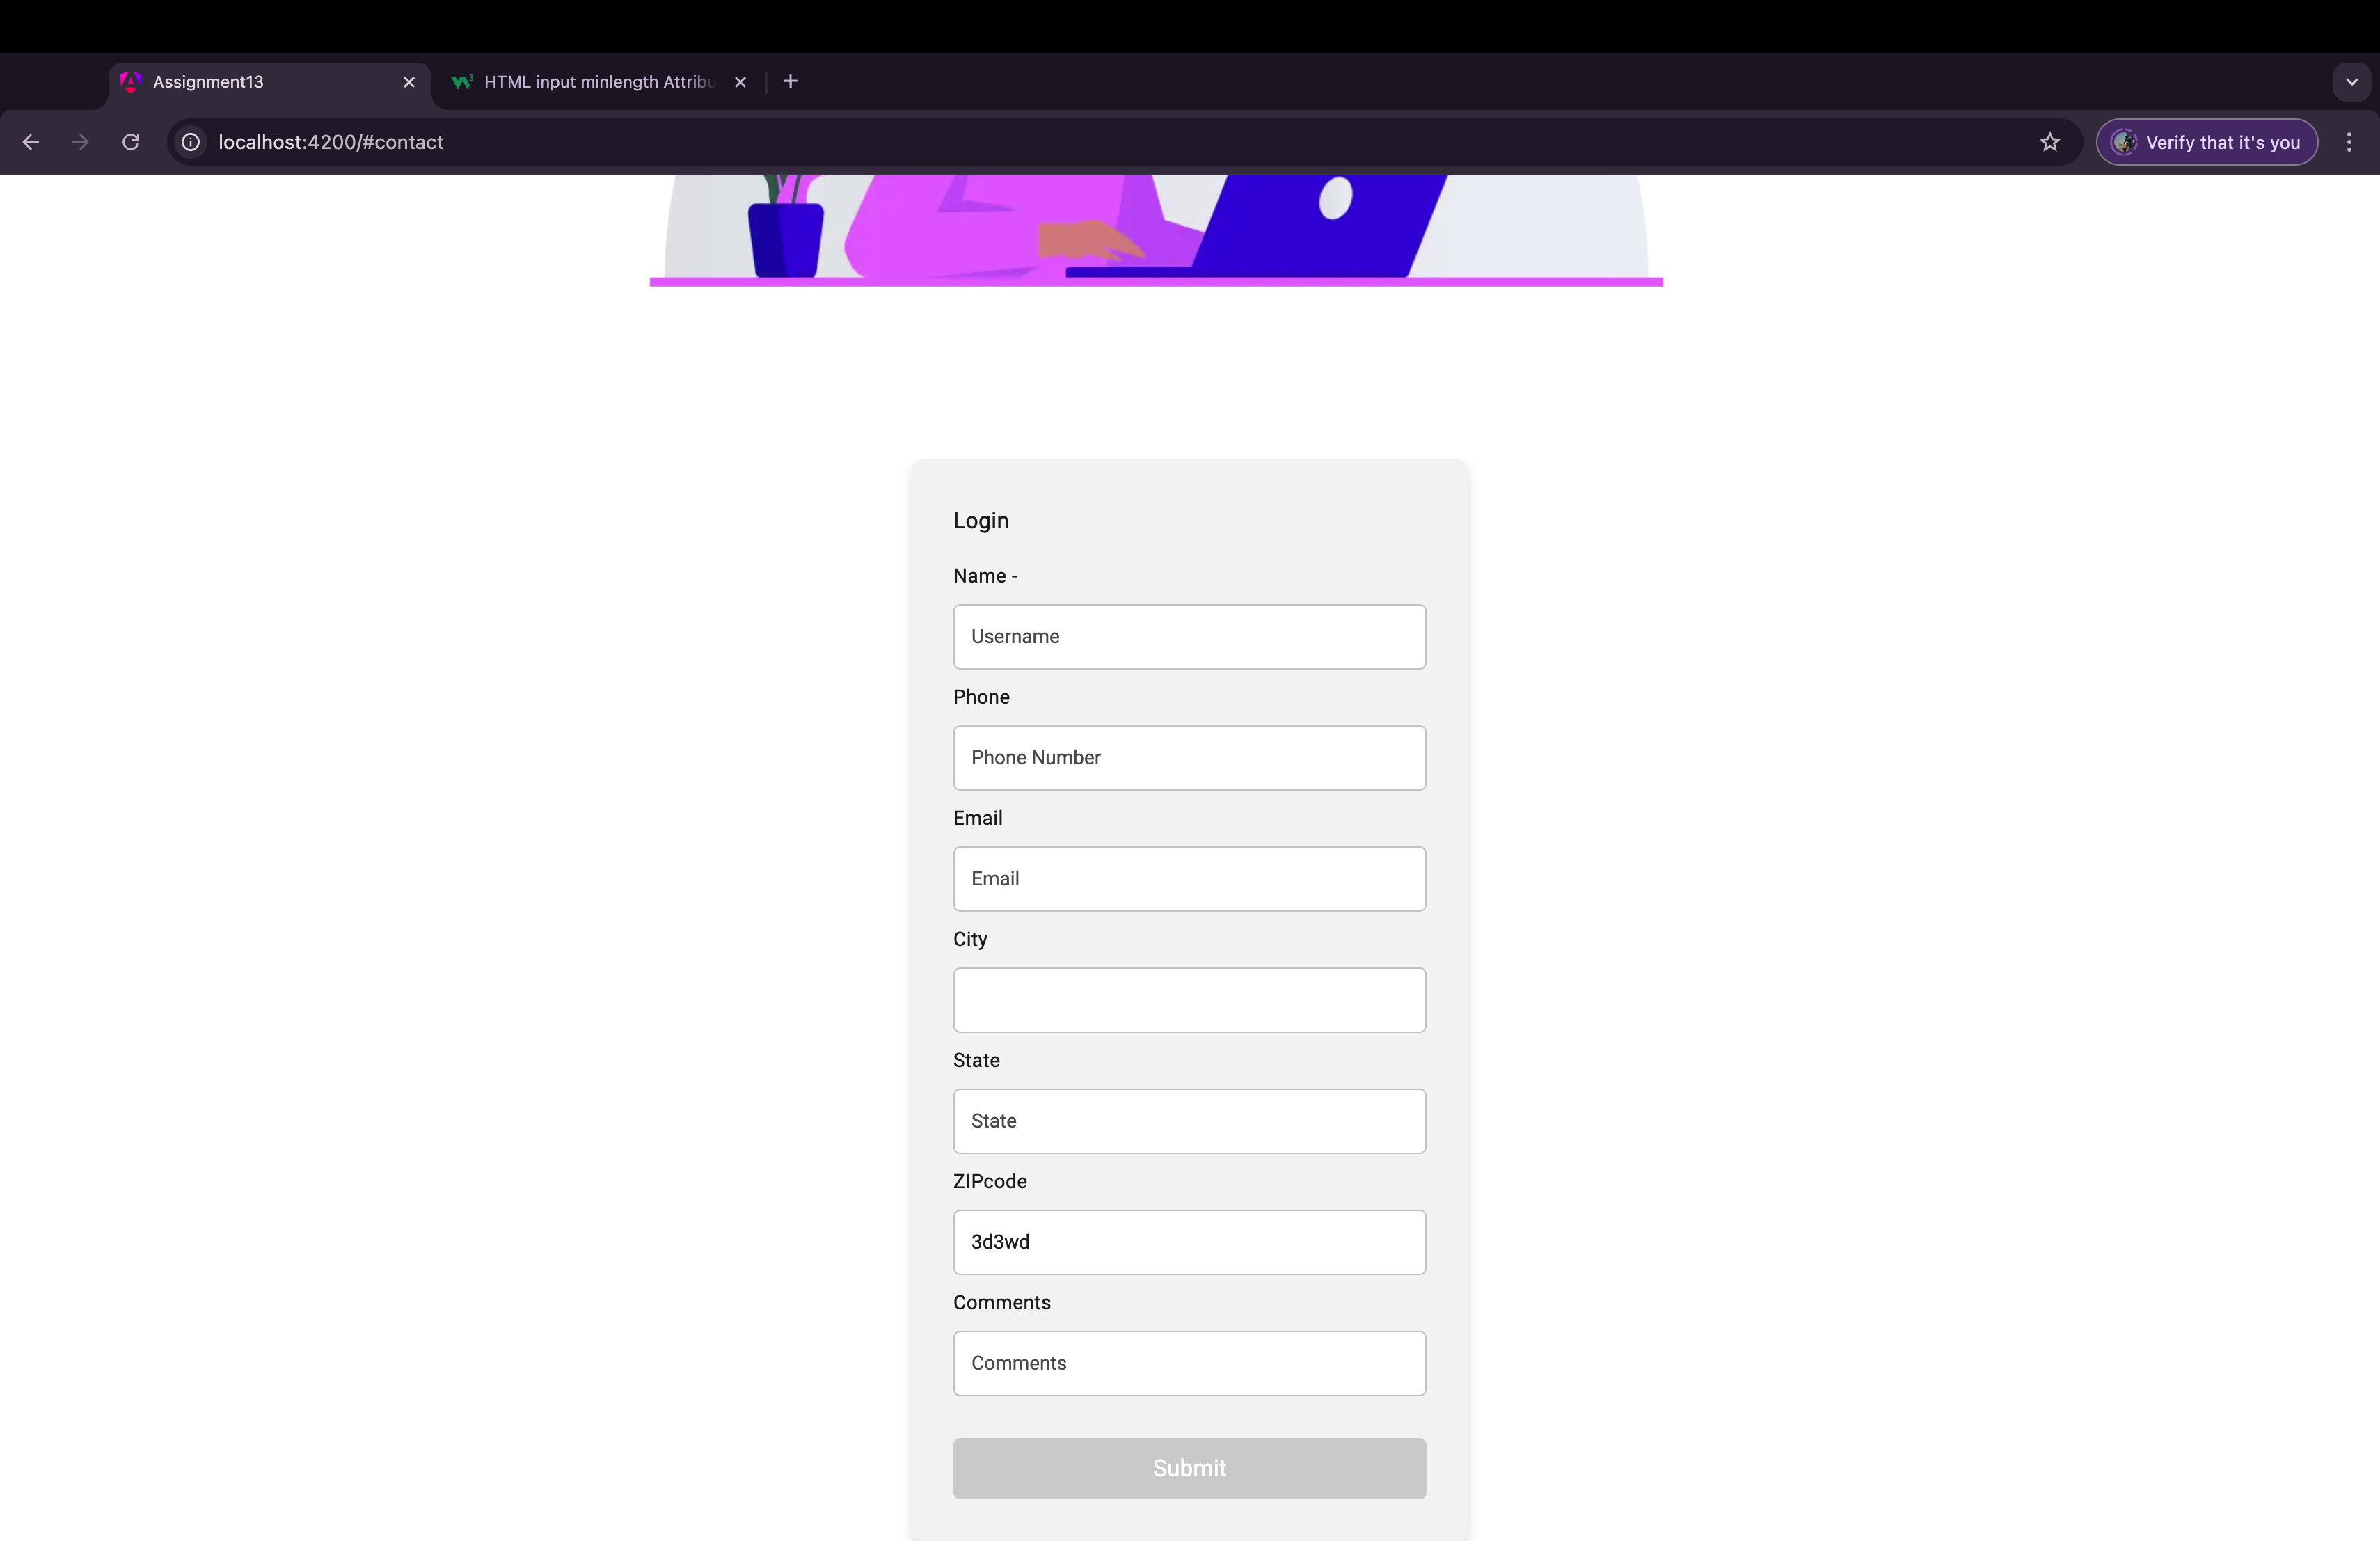 Assignment13
HTML input minlength Attribu
localhost:4200/#contact
Verify that it's you
Login
Name -
Username
Phone
Phone Number
Email
Email
City
State
State
ZIPcode
3d3wd
Comments
Comments
Submit